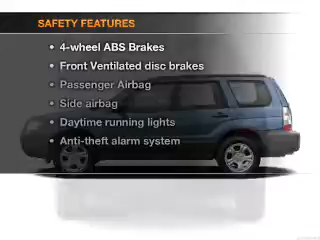 SAFETY FEATURES
• 4-wheel ABS Brakes
• Front Ventilated disc brakes
• Passenger Airbag
• Side airbag
• Daytime running lights
• Anti-theft alarm system